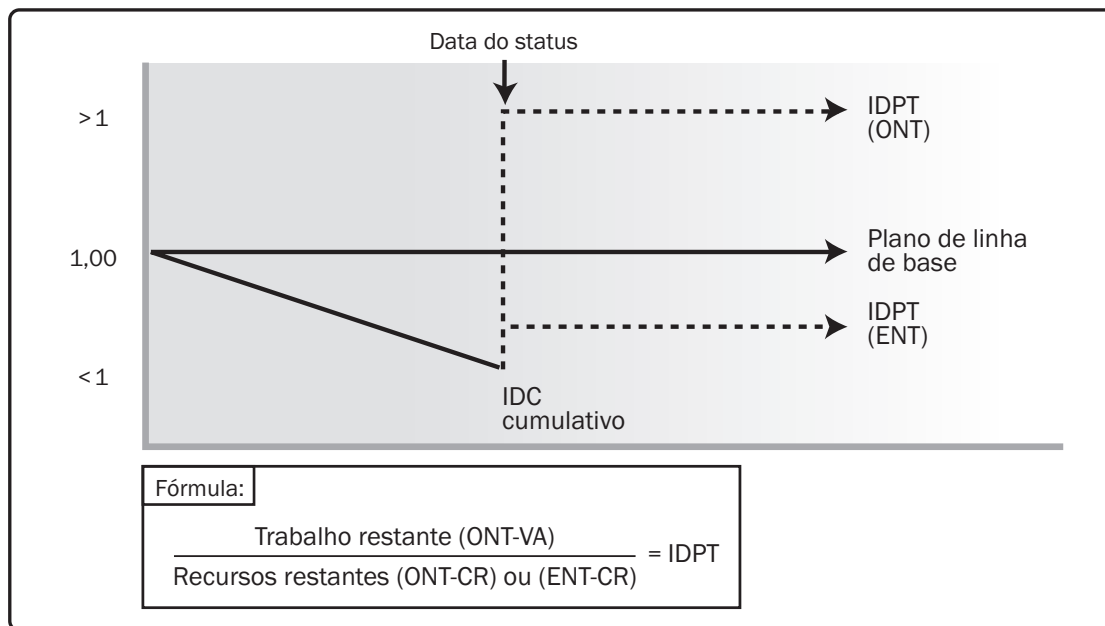 Data do status
>1
IDPT
(ONT)
1,00
Plano de linha
de base
IDPT
(ENT)
<1
IDC
cumulativo
Fórmula:
Trabalho restante (ONT-VA)
Recursos restantes (ONT-CR) ou (ENT-CR)
= IDPT